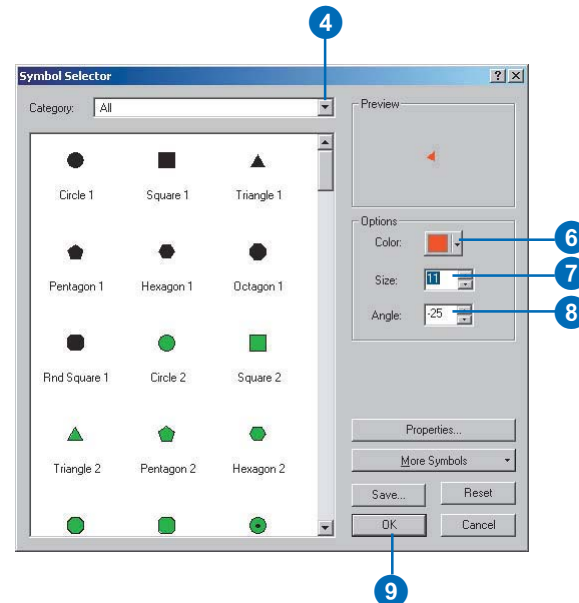 4
Symbol Selector
Category: All
Preview
Circle 1 Square 1 Triangle 1
Options
Color: 6
Pentagon 1 Hexagon 1 Octagon 1
Size: 11 7
Angle: -25 8
Rnd Square 1 Circle 2 Square 2
Properties...
Triangle 2 Pentagon 2 Hexagon 2
More Symbols
Save... Reset
OK Cancel
9